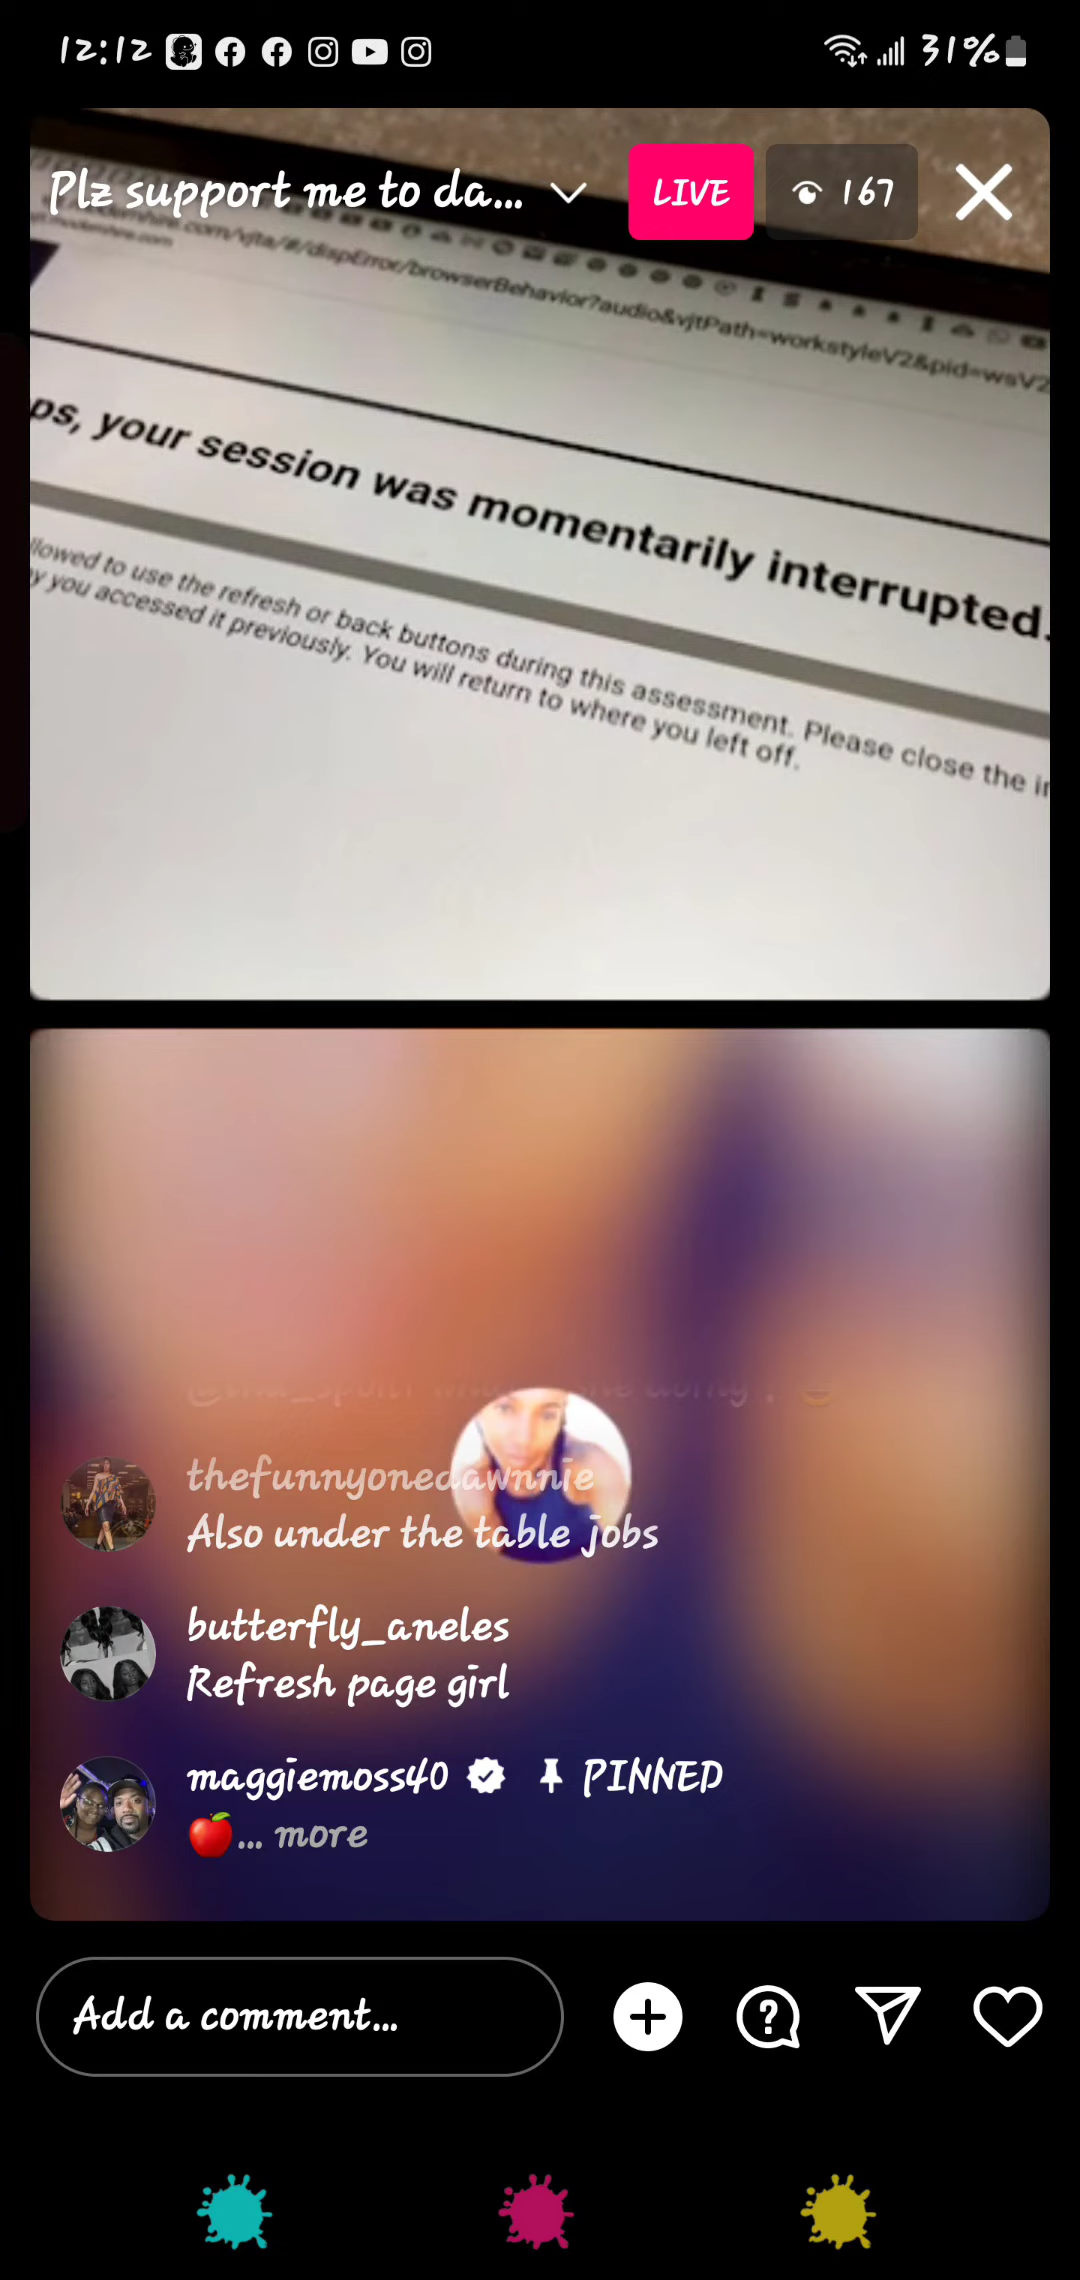 12:12
31%
Plz support me to da...
LIVE
167
.com/vjta/#/dispError/browserBehavior?audio&vjtPath=workstyleV2&pid=wsV2
ps, your session was momentarily interrupted.
llowed to use the refresh or back buttons during this assessment. Please close the
y you accessed it previously. You will return to where you left off.
thefunnyonedawnnie
Also under the table jobs
butterfly_aneles
Refresh page girl
maggiemoss40 PINNED
🍎... more
Add a comment...